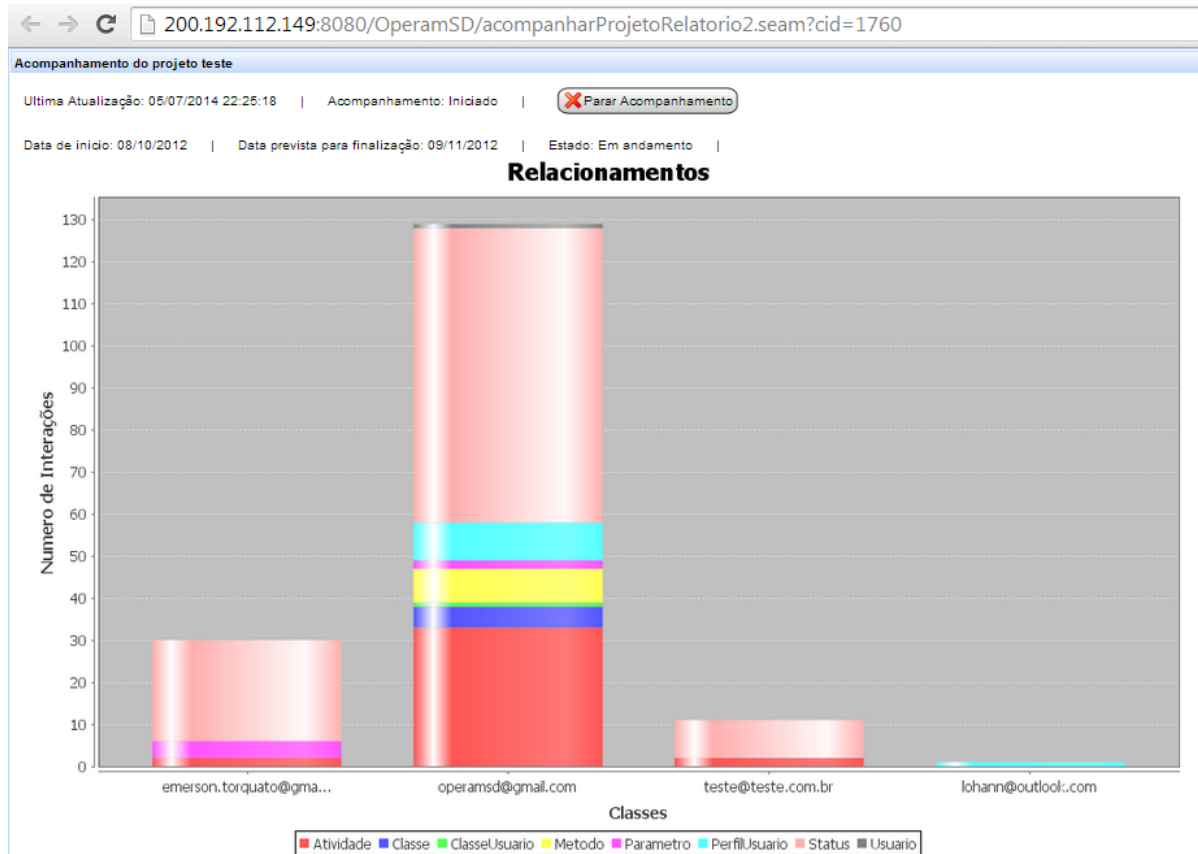 200.192.112.149:8080/OperamSD/acompanharProjetoRelatorio2.seam?cid=1760
Acompanhamento do projeto teste
Ultima Atualização: 05/07/2014 22:25:18 | Acompanhamento: Iniciado | Parar Acompanhamento
Data de inicio: 08/10/2012 | Data prevista para finalização: 09/11/2012 | Estado: Em andamento |
Relacionamentos
Numero de Interações
130
120
110
100
90
80
70
60
50
40
30
20
10
0
emerson.torquato@gma... operamsd@gmail.com teste@teste.com.br lohann@outlook.com
Classes
Atividade Classe ClasseUsuario Metodo Parametro PerfilUsuario Status Usuario